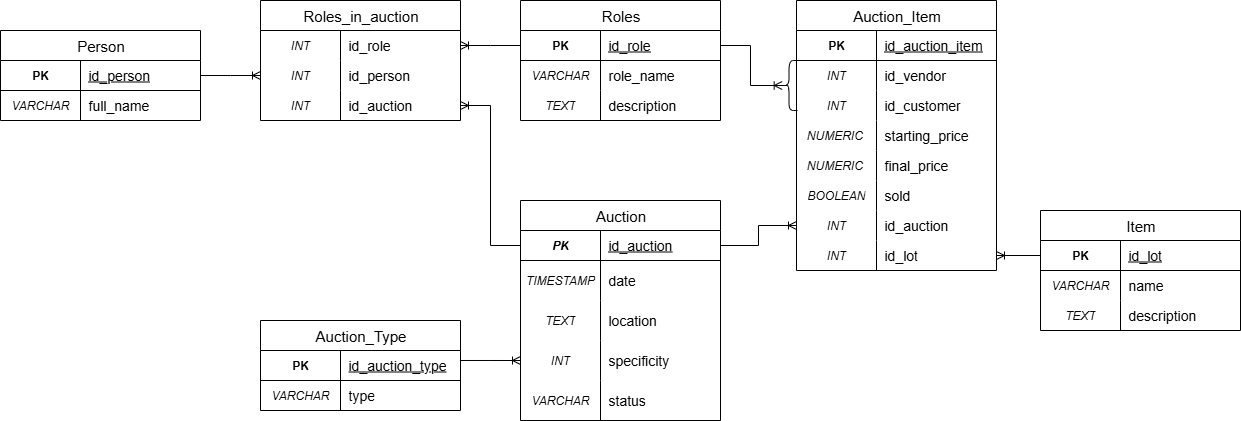 Person
PK id_person
VARCHAR full_name
Roles_in_auction
INT id_role
INT id_person
INT id_auction
Roles
PK id_role
VARCHAR role_name
TEXT description
Auction_Item
PK id_auction_item
INT id_vendor
INT id_customer
NUMERIC starting_price
NUMERIC final_price
BOOLEAN sold
INT id_auction
INT id_lot
Auction
PK id_auction
TIMESTAMP date
TEXT location
INT specificity
VARCHAR status
Item
PK id_lot
VARCHAR name
TEXT description
Auction_Type
PK id_auction_type
VARCHAR type